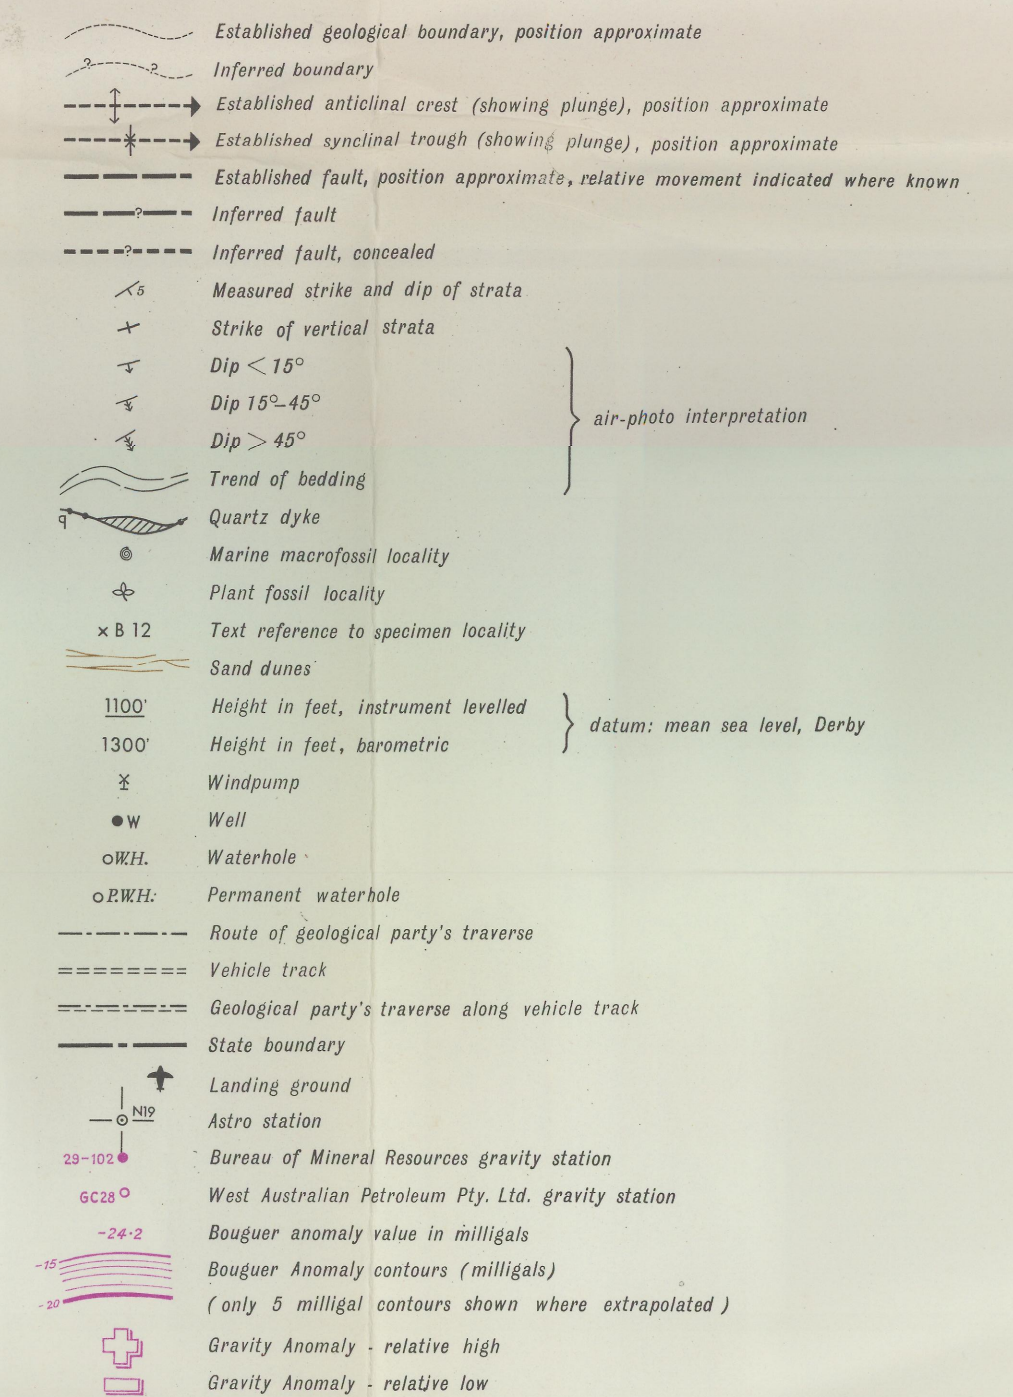 Established geological boundary, position approximate
? ? Inferred boundary
Established anticlinal crest (showing plunge), position approximate
Established synclinal trough (showing plunge), position approximate
Established fault, position approximate, relative movement indicated where known
? Inferred fault
? Inferred fault, concealed
5 Measured strike and dip of strata
Strike of vertical strata
Dip < 15°
Dip 15°-45°
air-photo interpretation
Dip > 45°
Trend of bedding
q Quartz dyke
Marine macrofossil locality
Plant fossil locality
x B 12 Text reference to specimen locality
Sand dunes
1100' Height in feet, instrument levelled
datum: mean sea level, Derby
1300' Height in feet, barometric
Windpump
W Well
W.H. Waterhole
P.W.H. Permanent waterhole
Route of geological party's traverse
Vehicle track
Geological party's traverse along vehicle track
State boundary
Landing ground
N19 Astro station
29-102 Bureau of Mineral Resources gravity station
GC28 West Australian Petroleum Pty. Ltd. gravity station
-24·2 Bouguer anomaly value in milligals
-15 Bouguer Anomaly contours (milligals)
-20 (only 5 milligal contours shown where extrapolated)
Gravity Anomaly - relative high
Gravity Anomaly - relative low